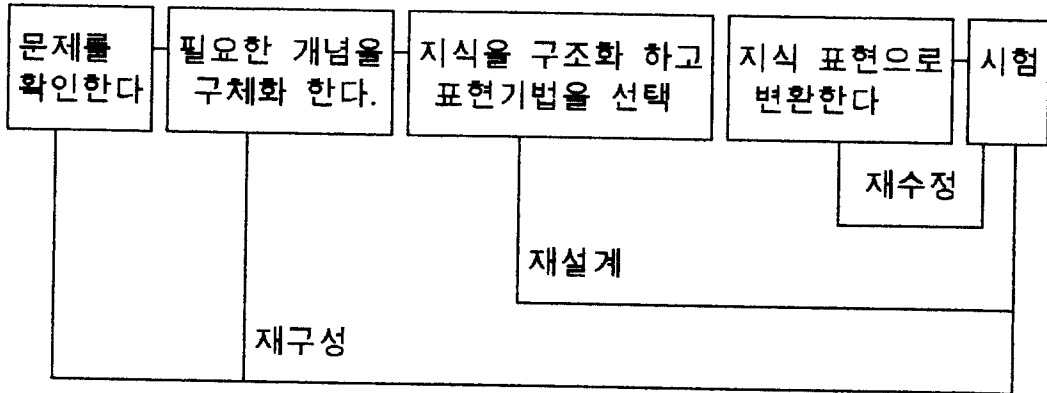 문제를
확인한다
필요한 개념을
구체화 한다.
지식을 구조화 하고
표현기법을 선택
지식 표현으로
변환한다
시험
재수정
재설계
재구성